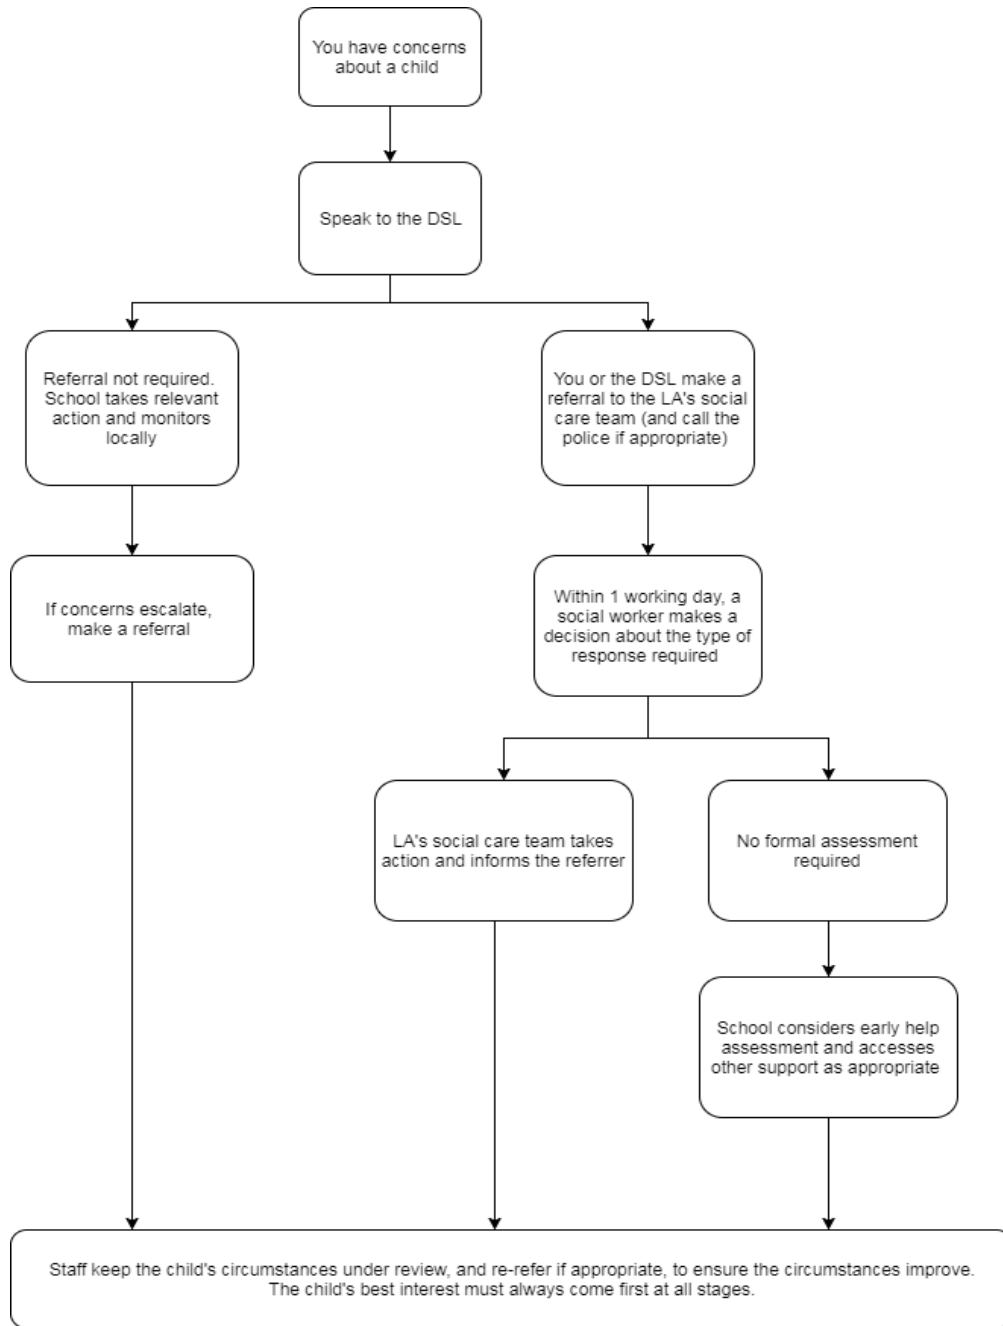 You have concerns
about a child
Speak to the DSL
Referral not required.
School takes relevant
action and monitors
locally
You or the DSL make a
referral to the LA's social
care team (and call the
police if appropriate)
If concerns escalate,
make a referral
Within 1 working day, a
social worker makes a
decision about the type of
response required
LA's social care team takes
action and informs the referrer
No formal assessment
required
School considers early help
assessment and accesses
other support as appropriate
Staff keep the child's circumstances under review, and re-refer if appropriate, to ensure the circumstances improve.
The child's best interest must always come first at all stages.